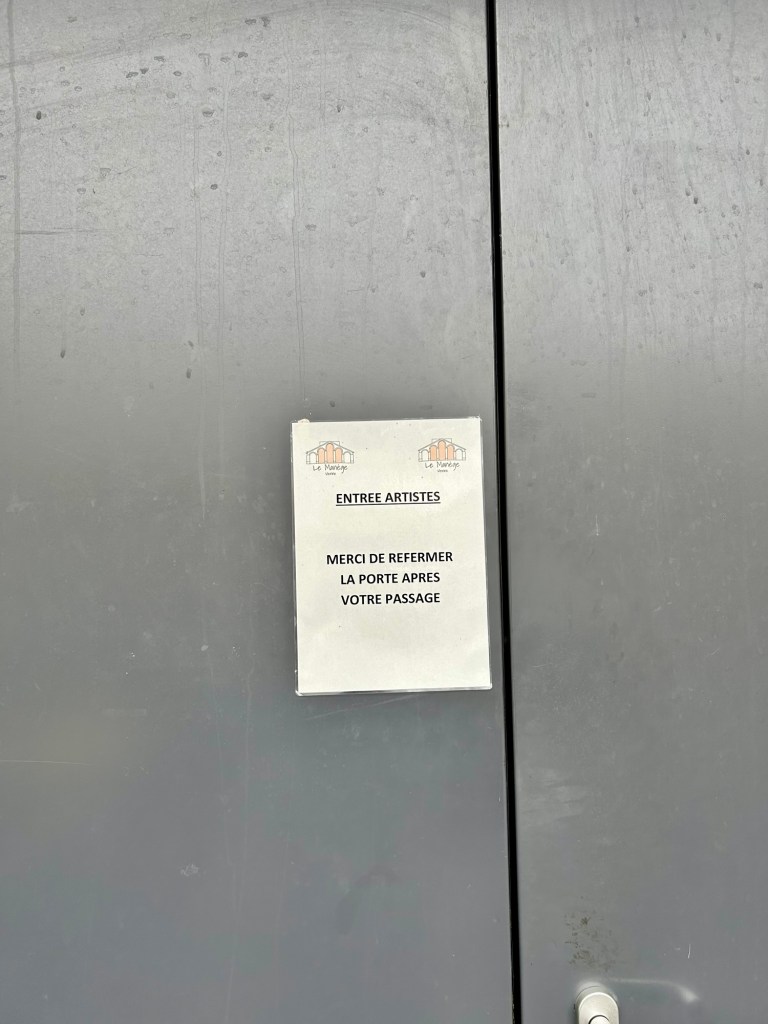 Le Manège Le Manège
ENTREE ARTISTES
MERCI DE REFERMER
LA PORTE APRES
VOTRE PASSAGE